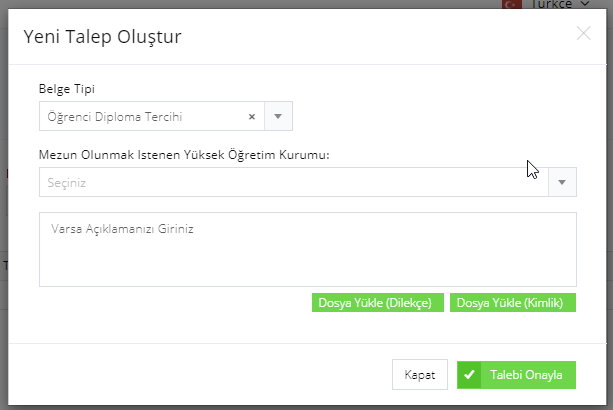 Türkçe
Yeni Talep Oluştur
Belge Tipi
Öğrenci Diploma Tercihi
Mezun Olunmak Istenen Yüksek Öğretim Kurumu:
Seçiniz
Varsa Açıklamanızı Giriniz
Dosya Yükle (Dilekçe) Dosya Yükle (Kimlik)
Kapat Talebi Onayla